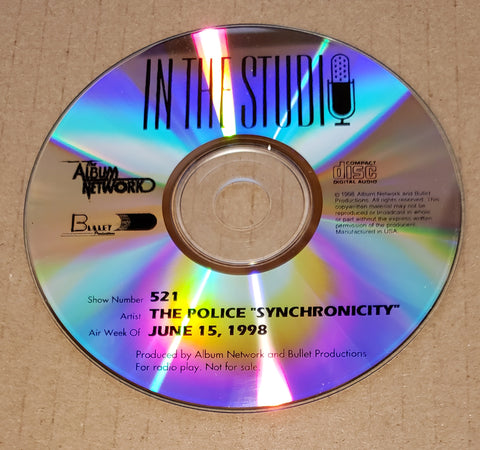 IN THE STUDIO
The
ALBUM
NETWORK
COMPACT
disc
DIGITAL AUDIO
BULLET
Productions
© 1998 Album Network and Bullet
Productions. All rights reserved. This
copywritten material may not be
reproduced or broadcast in whole
or part without the express written
permission of the producers.
Manufactured in USA.
Show Number 521
Artist THE POLICE "SYNCHRONICITY"
Air Week Of JUNE 15, 1998
Produced by Album Network and Bullet Productions
For radio play. Not for sale.